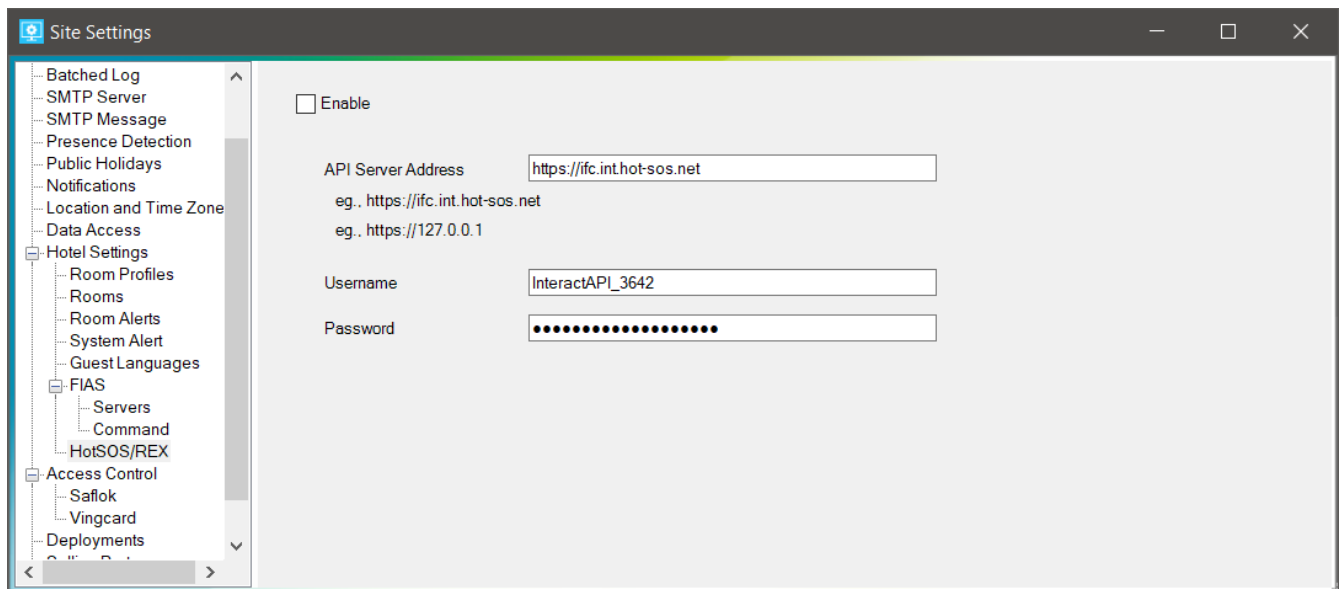 Site Settings
Batched Log
SMTP Server
SMTP Message
Presence Detection
Public Holidays
Notifications
Location and Time Zone
Data Access
Hotel Settings
Room Profiles
Rooms
Room Alerts
System Alert
Guest Languages
FIAS
Servers
Command
HotSOS/REX
Access Control
Saflok
Vingcard
Deployments
Enable
API Server Address
https://ifc.int.hot-sos.net
eg., https://ifc.int.hot-sos.net
eg., https://127.0.0.1
Username
InteractAPI_3642
Password
●●●●●●●●●●●●●●●●●●●